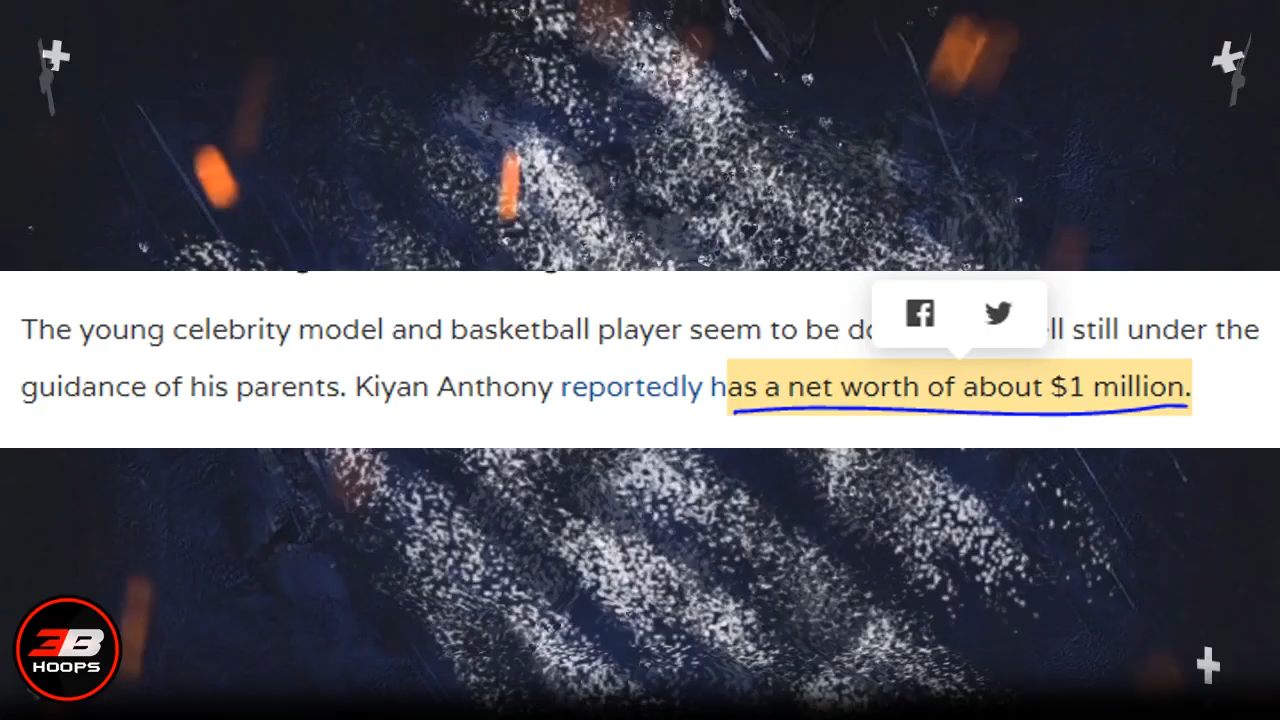 The young celebrity model and basketball player seem to be do ll still under the
guidance of his parents. Kiyan Anthony reportedly has a net worth of about $1 million.
3B
HOOPS